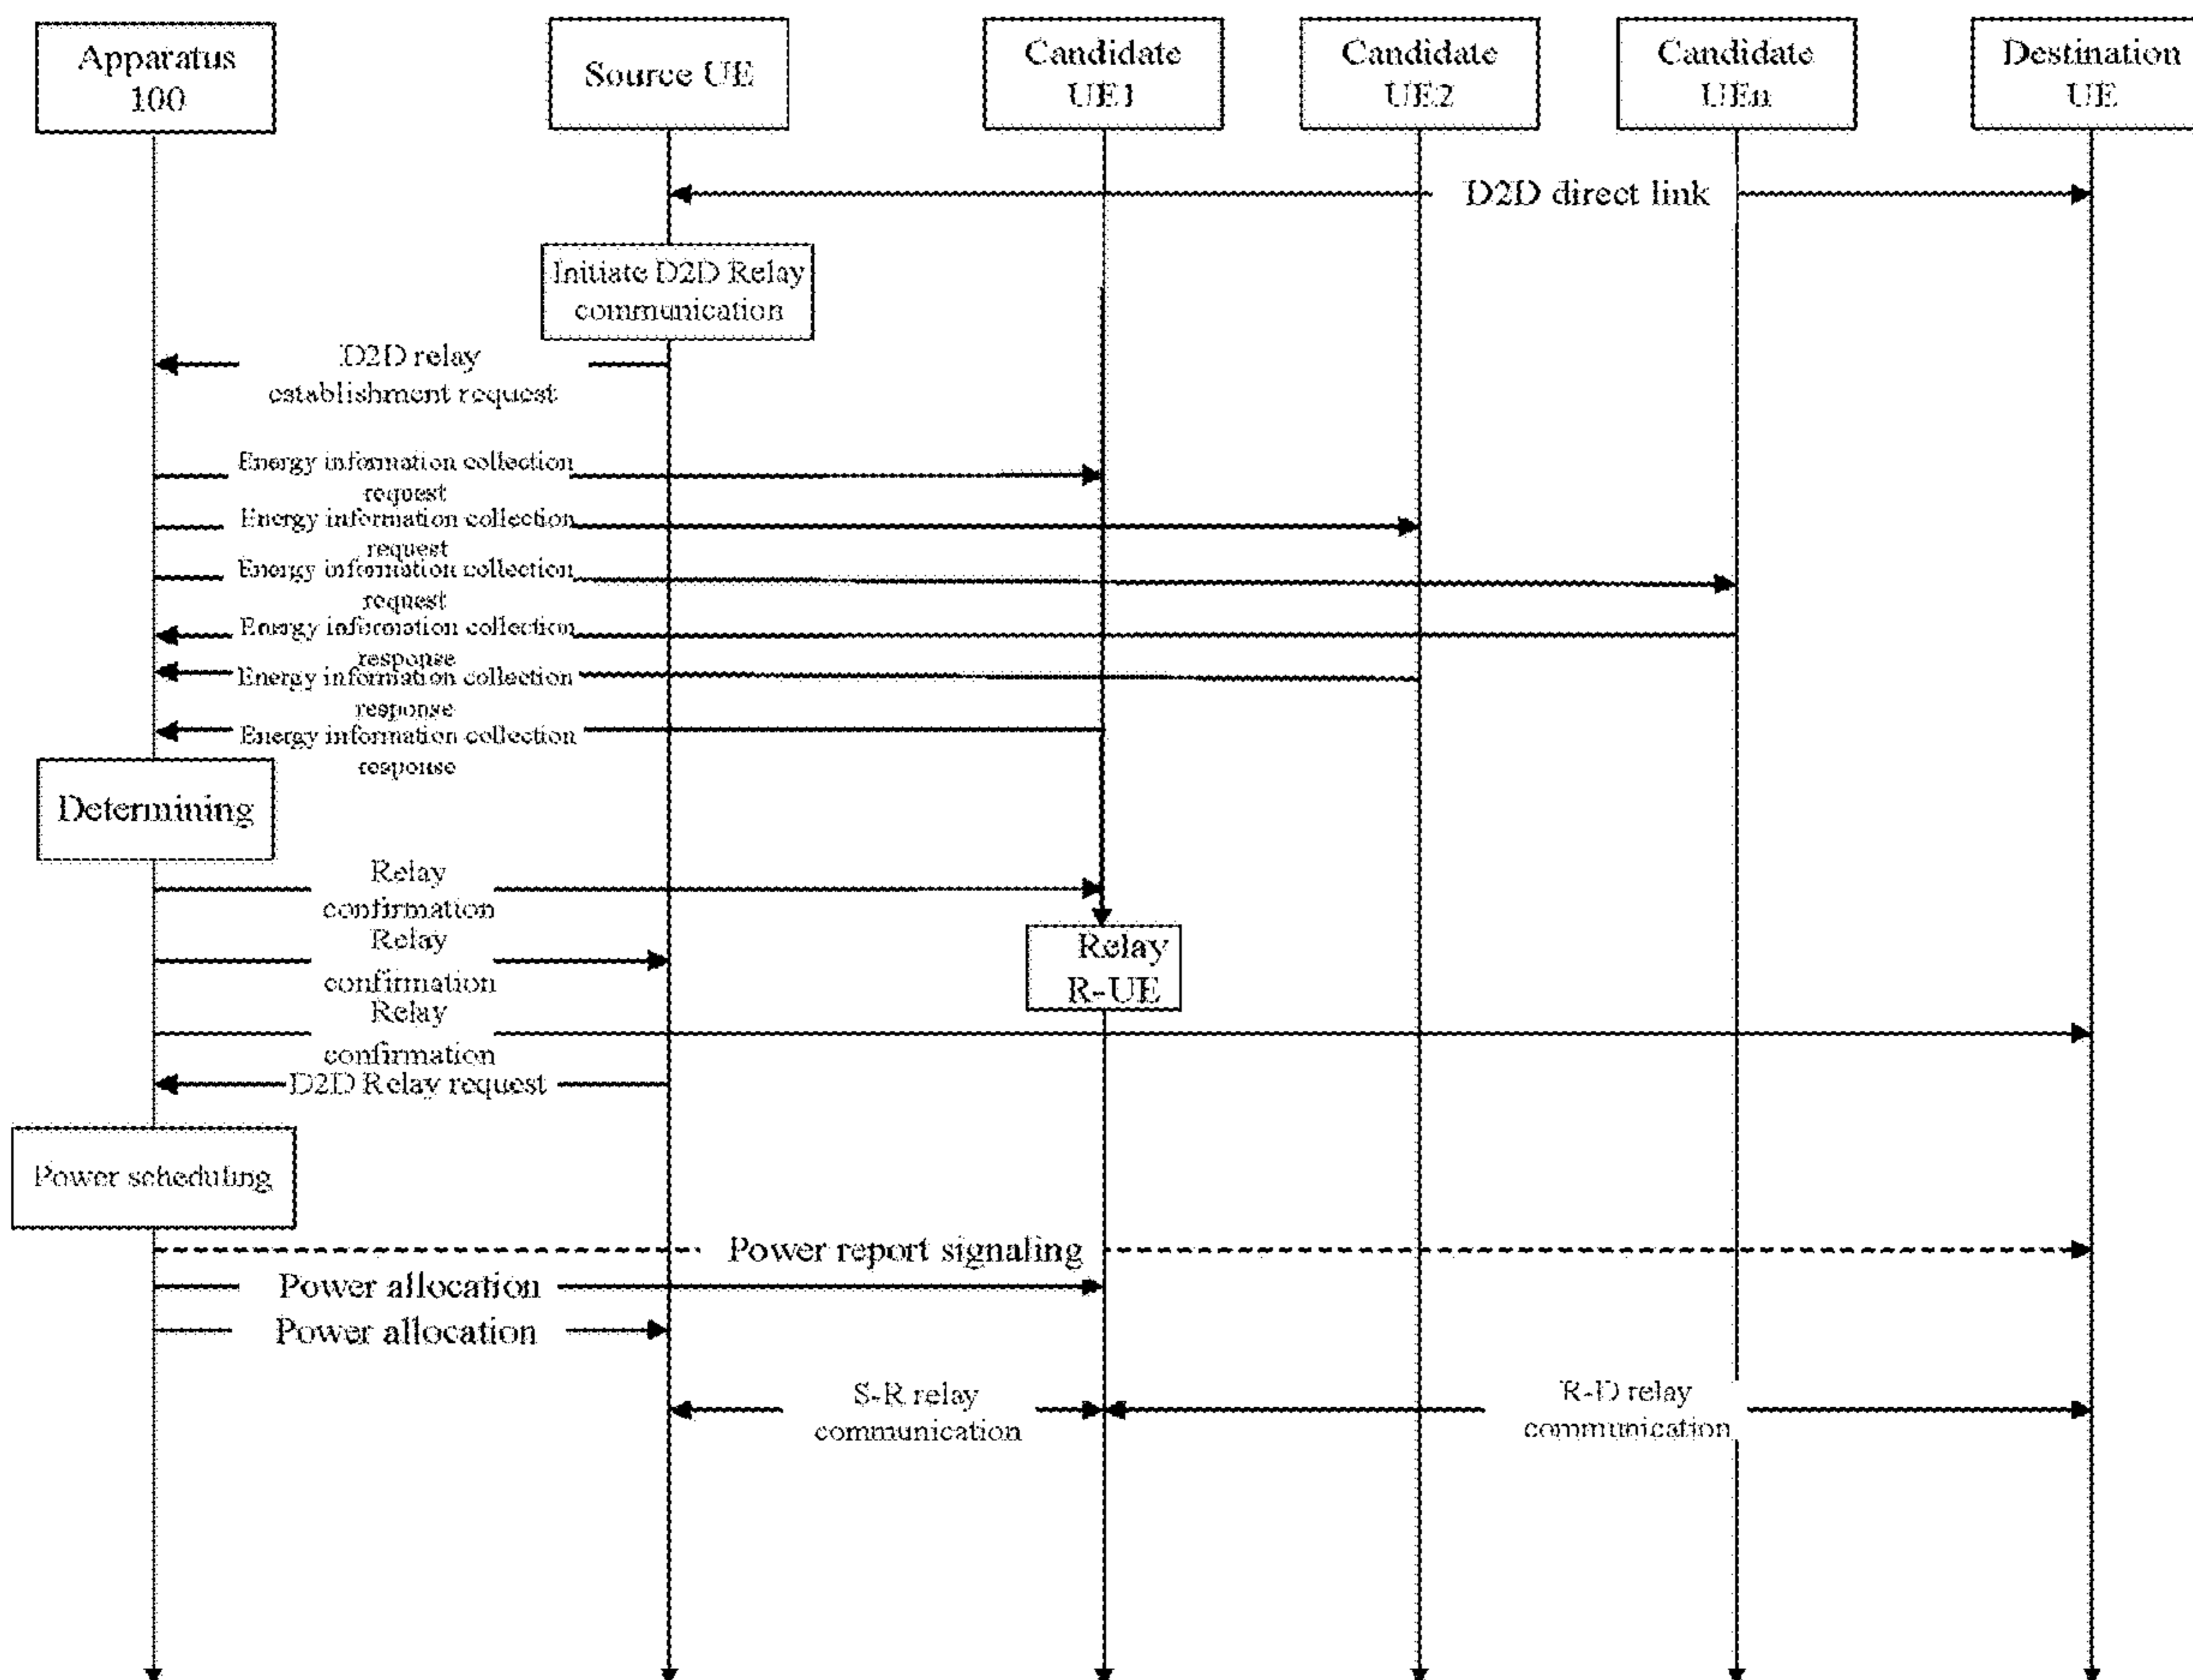 Apparatus
100
Source UE
Candidate
UE1
Candidate
UE2
Candidate
UEn
Destination
UE
D2D direct link
Initiate D2D Relay
communication
D2D relay
establishment request
Energy information collection
request
Energy information collection
request
Energy information collection
request
Energy information collection
response
Energy information collection
response
Energy information collection
response
Determining
Relay
confirmation
Relay
confirmation
Relay
R-UE
Relay
confirmation
D2D Relay request
Power scheduling
Power report signaling
Power allocation
Power allocation
S-R relay
communication
R-D relay
communication